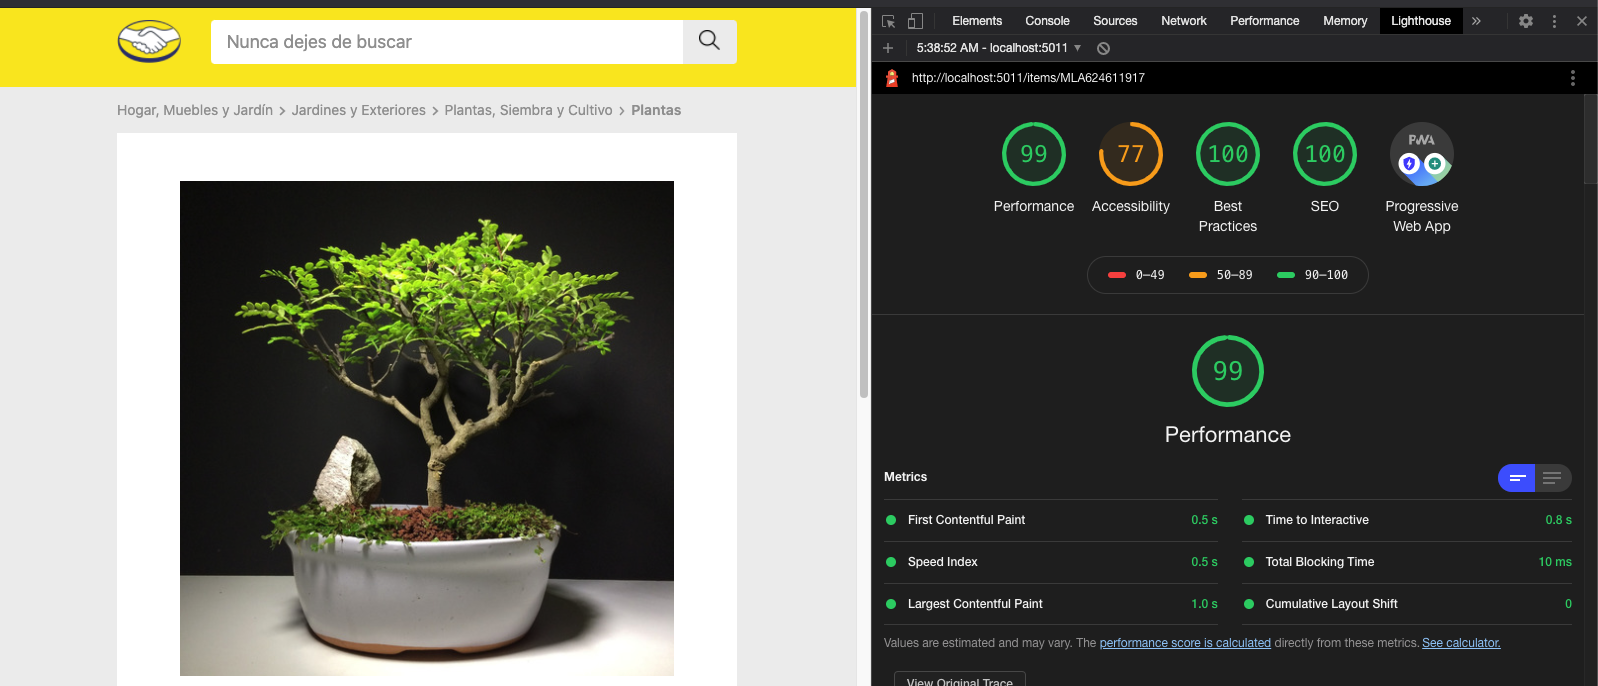 Nunca dejes de buscar
Hogar, Muebles y Jardín > Jardines y Exteriores > Plantas, Siembra y Cultivo > Plantas
Elements Console Sources Network Performance Memory Lighthouse »
+ 5:38:52 AM - localhost:5011
http://localhost:5011/items/MLA624611917
99 77 100 100 PWA
Performance Accessibility Best Practices SEO Progressive Web App
0–49 50–89 90–100
99
Performance
Metrics
First Contentful Paint 0.5 s
Time to Interactive 0.8 s
Speed Index 0.5 s
Total Blocking Time 10 ms
Largest Contentful Paint 1.0 s
Cumulative Layout Shift 0
Values are estimated and may vary. The performance score is calculated directly from these metrics. See calculator.
View Original Trace